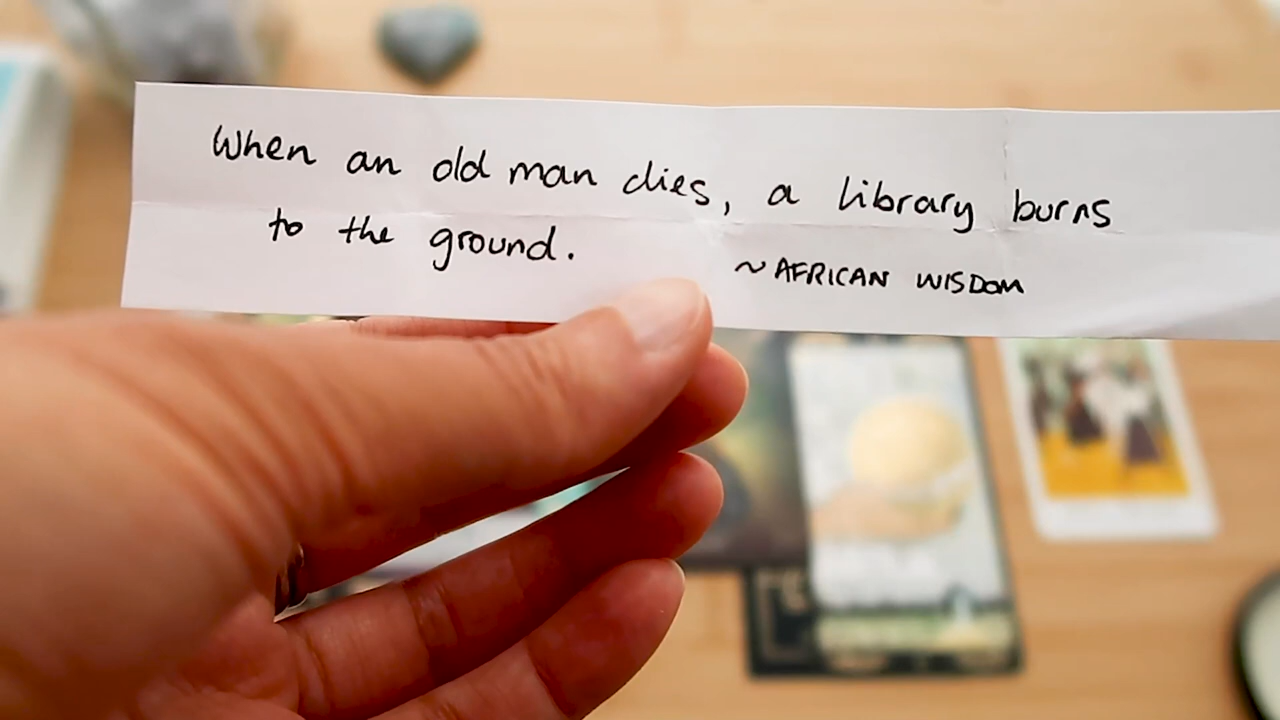 When an old man dies, a library burns
to the ground.
~AFRICAN WISDOM